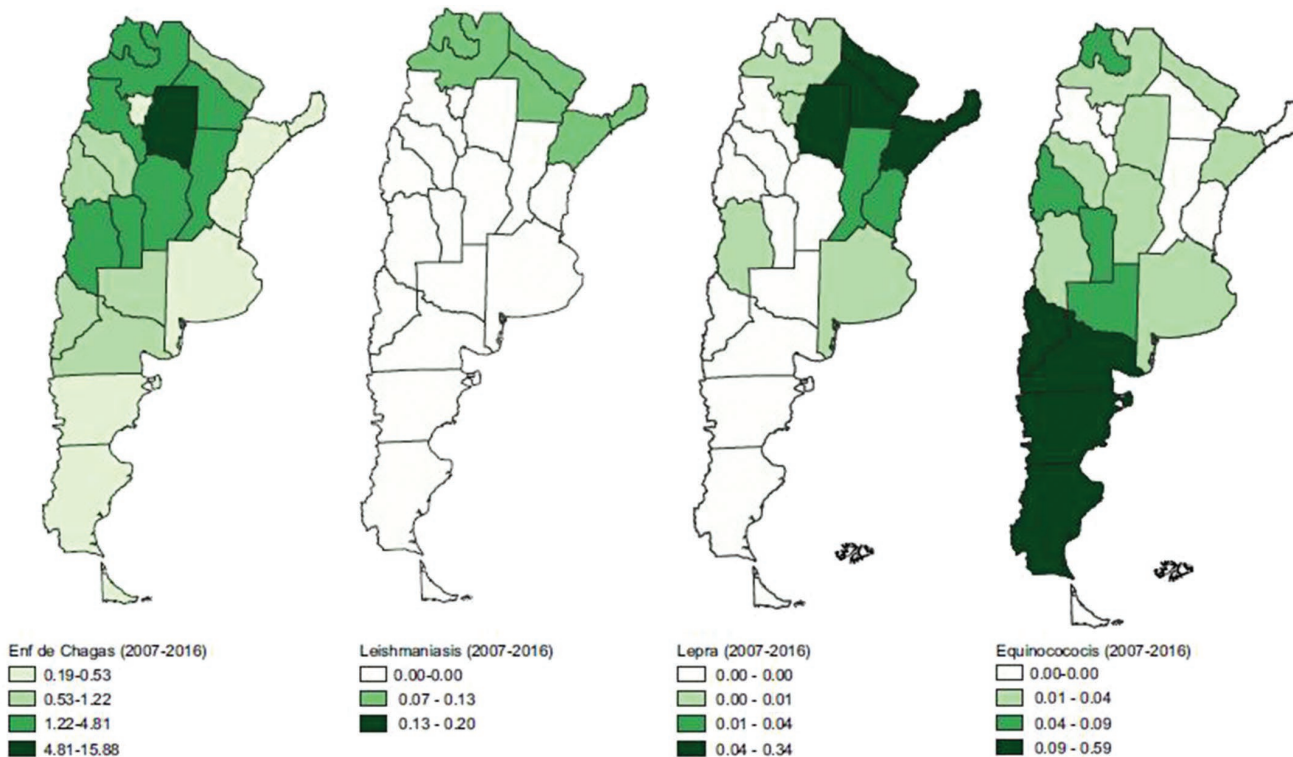 Enf de Chagas (2007-2016)
0.19-0.53
0.53-1.22
1.22-4.81
4.81-15.88
Leishmaniasis (2007-2016)
0.00-0.00
0.07 - 0.13
0.13 - 0.20
Lepra (2007-2016)
0.00 - 0.00
0.00 - 0.01
0.01 - 0.04
0.04 - 0.34
Equinococosis (2007-2016)
0.00-0.00
0.01 - 0.04
0.04 - 0.09
0.09 - 0.59